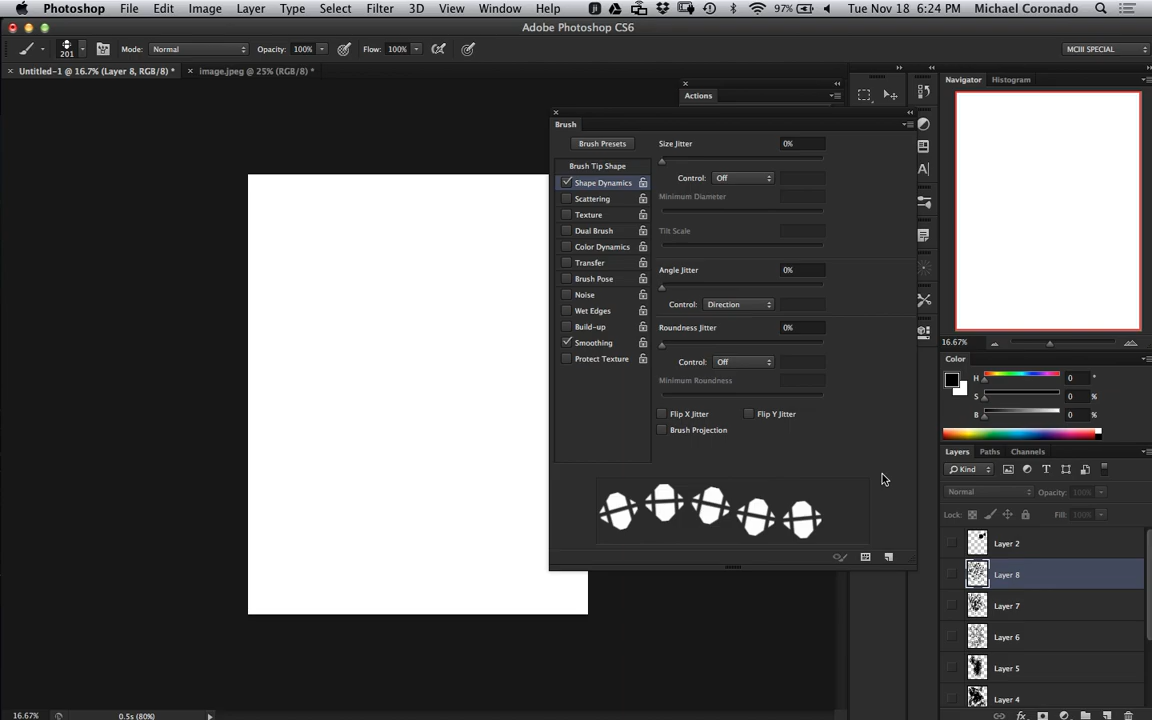 Photoshop File Edit Image Layer Type Select Filter 3D View Window Help 97% Tue Nov 18 6:24 PM Michael Coronado
Adobe Photoshop CS6
201 Mode: Normal Opacity: 100% Flow: 100% MCIII SPECIAL
Untitled-1 @ 16.7% (Layer 8, RGB/8) * image.jpeg @ 25% (RGB/8) *
Actions
Navigator Histogram
Brush
Brush Presets Size Jitter 0%
Brush Tip Shape
Shape Dynamics Control: Off
Scattering Minimum Diameter
Texture
Dual Brush Tilt Scale
Color Dynamics
Transfer Angle Jitter 0%
Brush Pose
Noise Control: Direction
Wet Edges
Build-up Roundness Jitter 0%
Smoothing
Protect Texture Control: Off
Minimum Roundness
Flip X Jitter Flip Y Jitter
Brush Projection
16.67%
Color
H 0 °
S 0 %
B 0 %
Layers Paths Channels
Kind
Normal Opacity: 100%
Lock: Fill: 100%
Layer 2
Layer 8
Layer 7
Layer 6
Layer 5
Layer 4
16.67% 0.5s (80%)